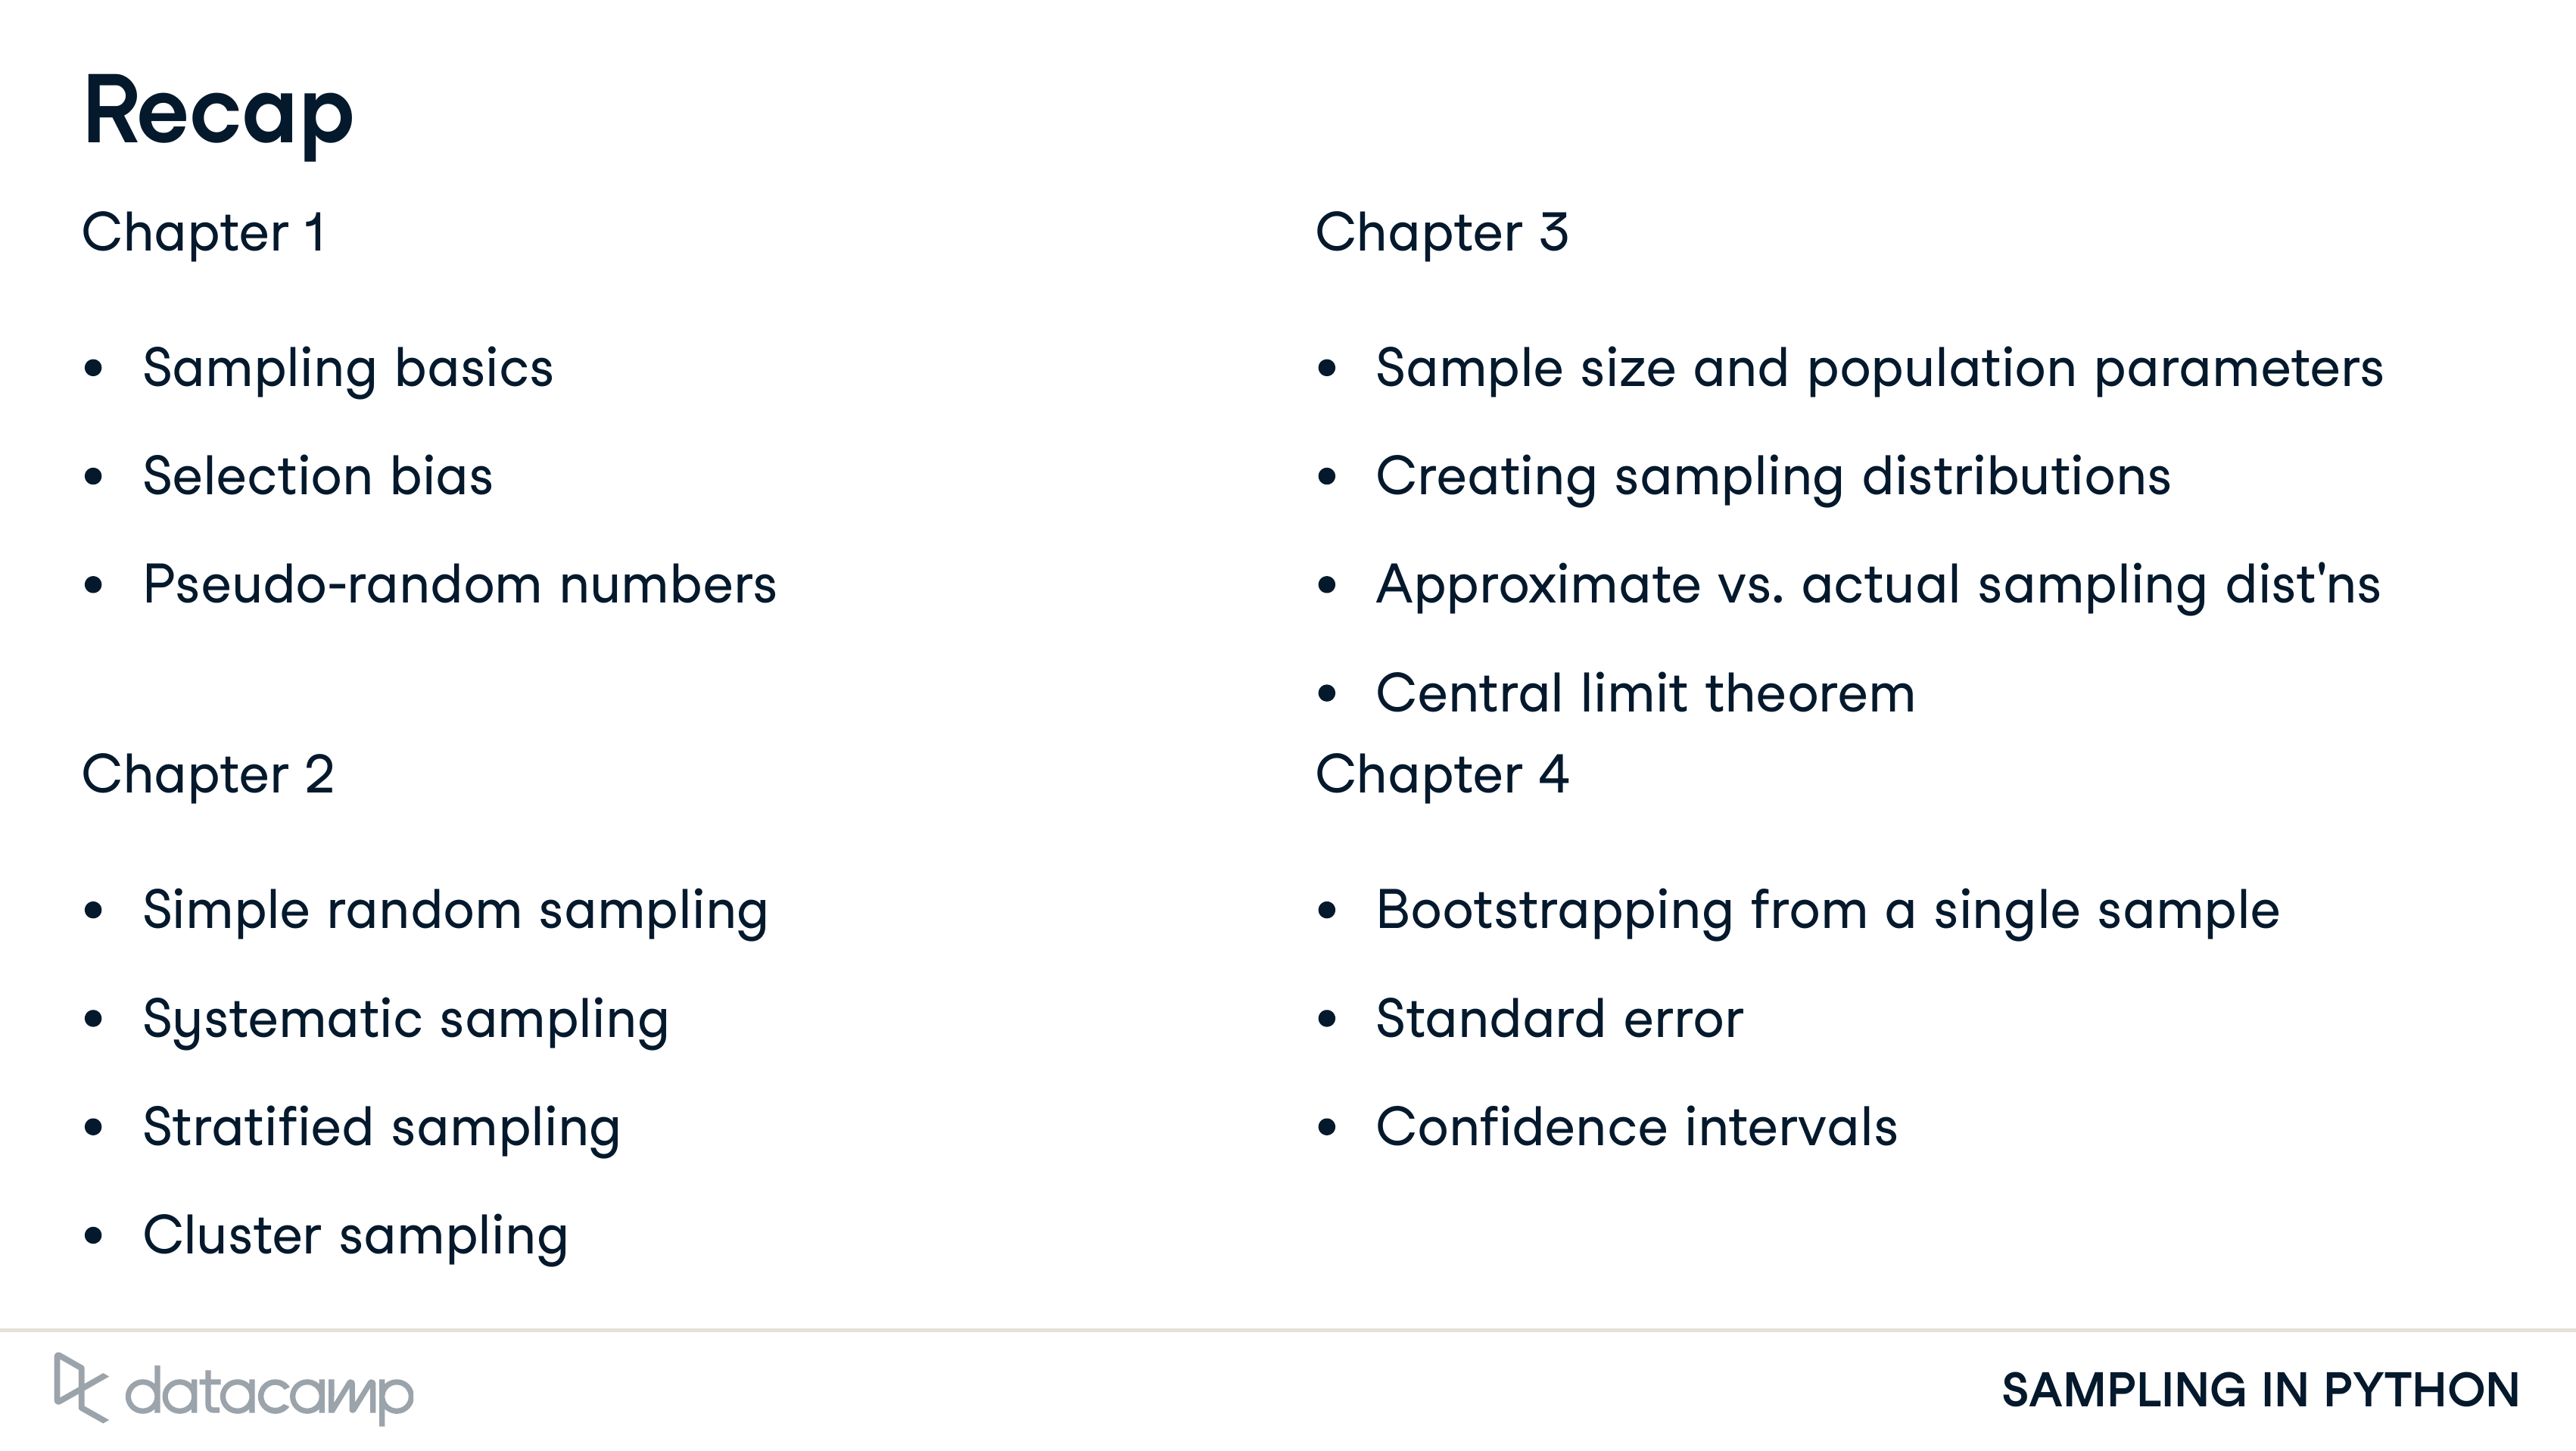 Recap
Chapter 1
• Sampling basics
• Selection bias
• Pseudo-random numbers
Chapter 2
• Simple random sampling
• Systematic sampling
• Stratified sampling
• Cluster sampling
Chapter 3
• Sample size and population parameters
• Creating sampling distributions
• Approximate vs. actual sampling dist'ns
• Central limit theorem
Chapter 4
• Bootstrapping from a single sample
• Standard error
• Confidence intervals
datacamp
SAMPLING IN PYTHON